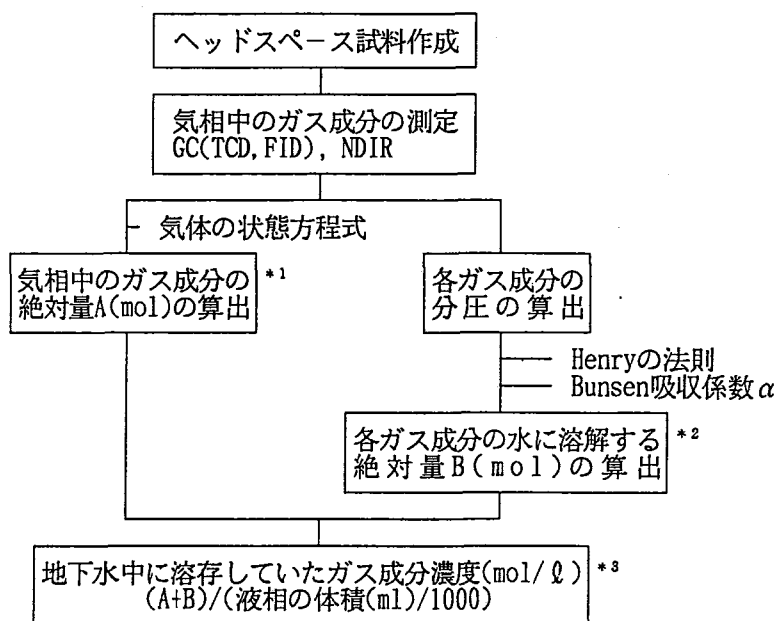 ヘッドスペース試料作成
気相中のガス成分の測定
GC(TCD,FID), NDIR
気体の状態方程式
気相中のガス成分の *1
絶対量A(mol)の算出
各ガス成分の
分圧の算出
Henryの法則
Bunsen吸収係数α
各ガス成分の水に溶解する *2
絶対量B(mol)の算出
地下水中に溶存していたガス成分濃度(mol/ℓ) *3
(A+B)/(液相の体積(ml)/1000)